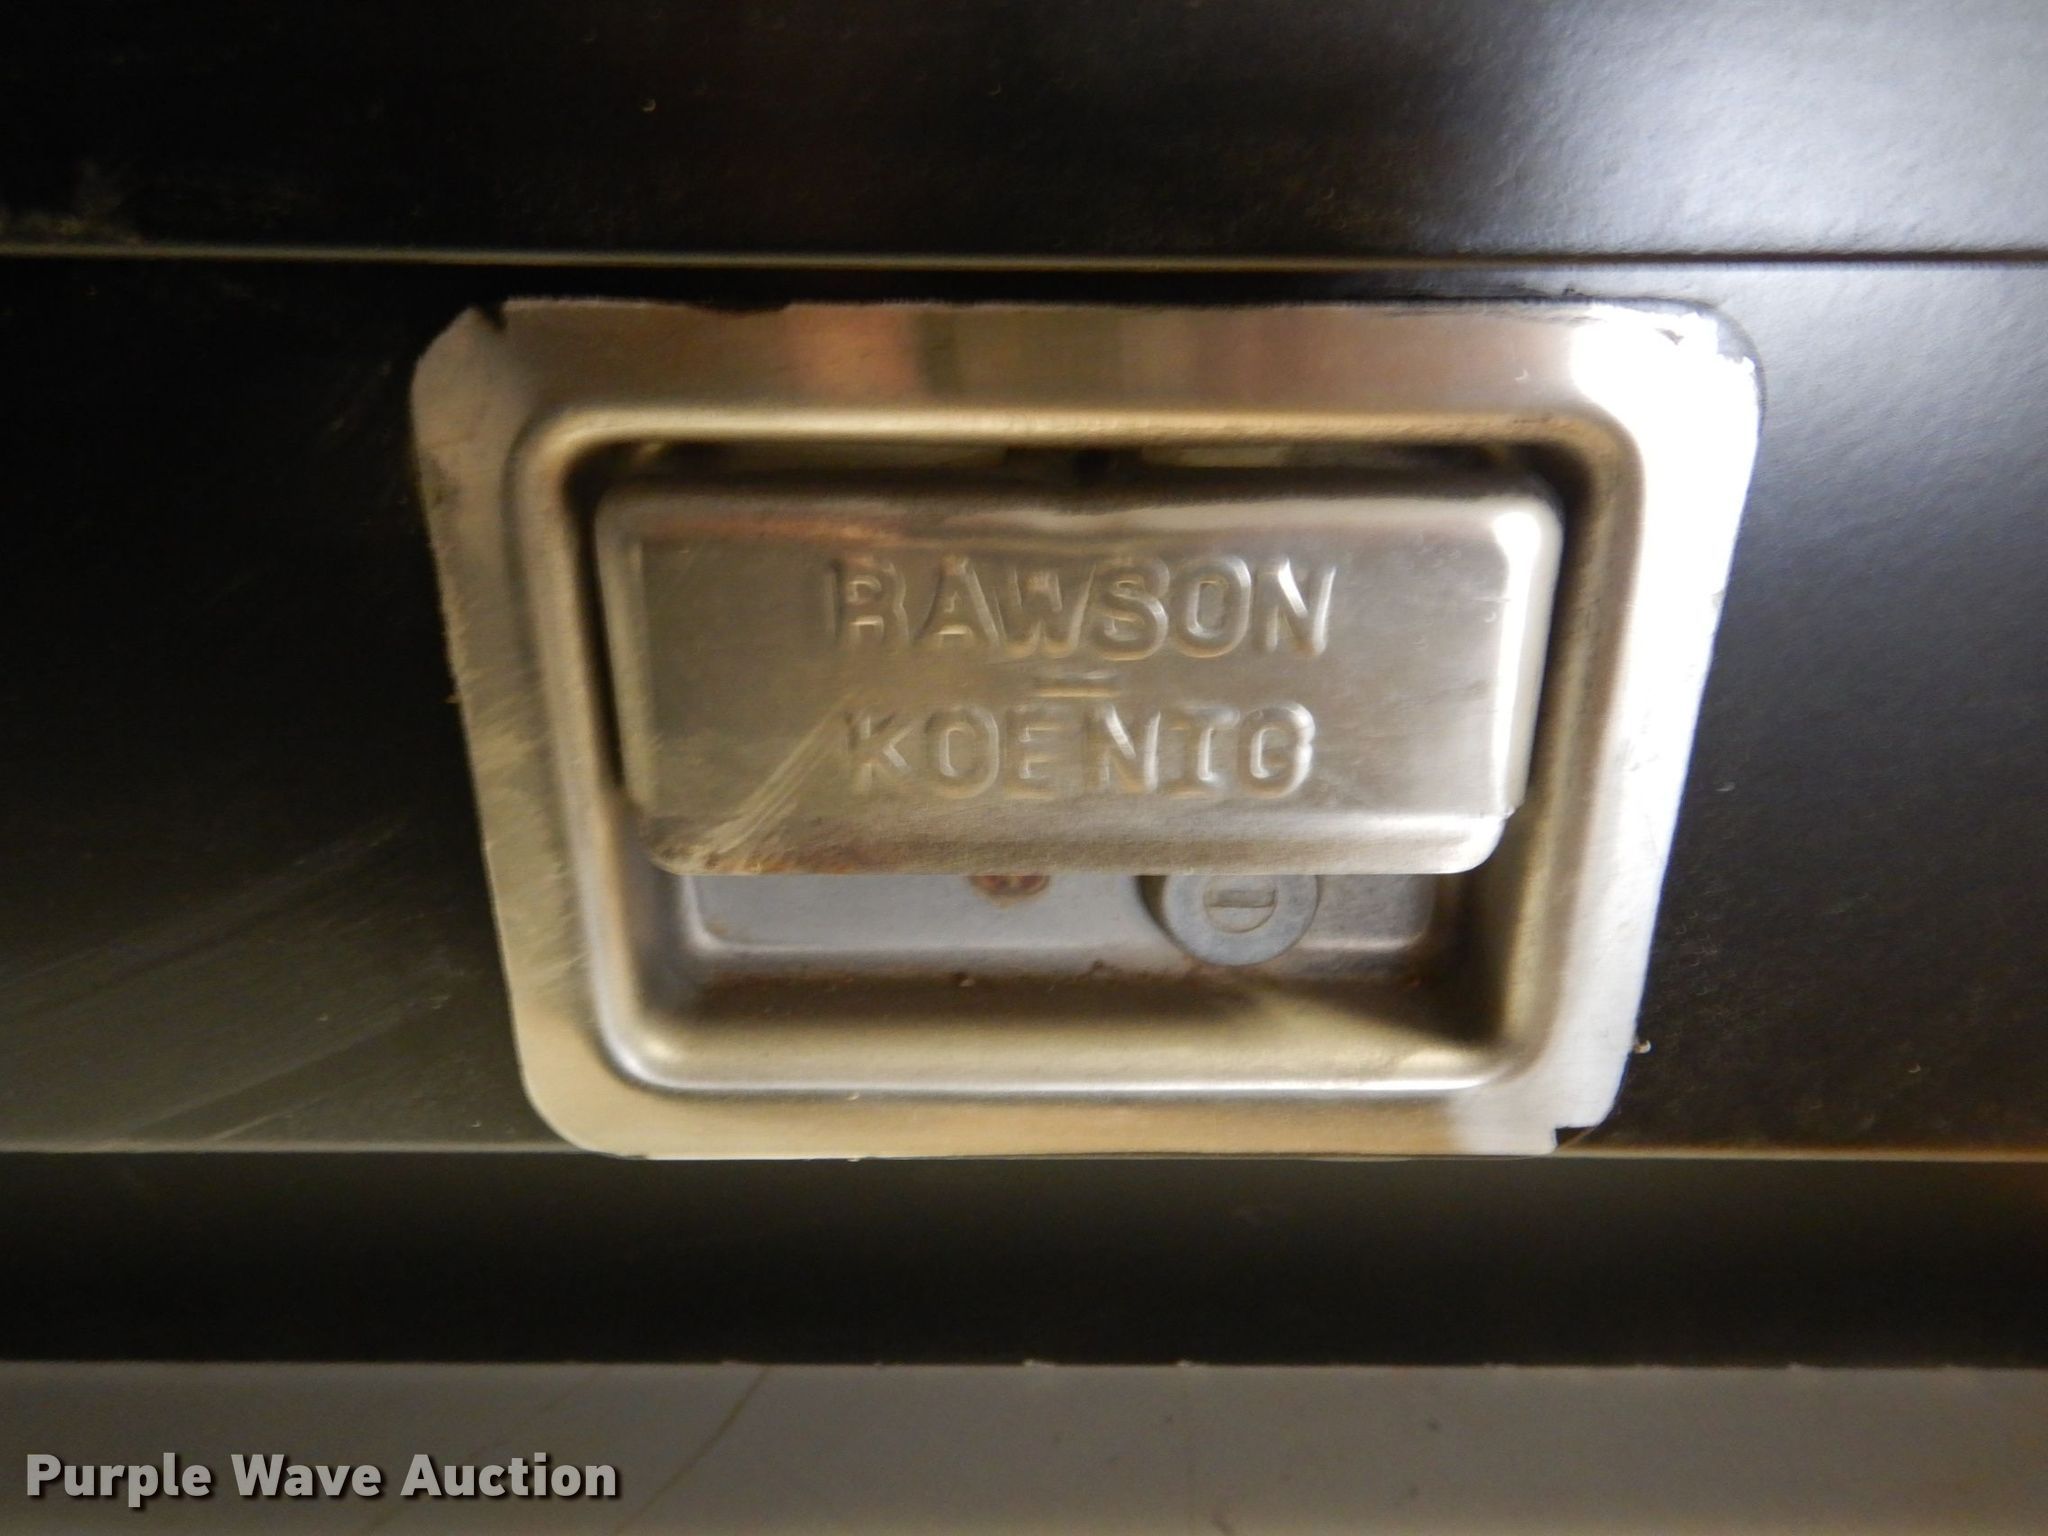 RAWSON
-
KOENIG
Purple Wave Auction